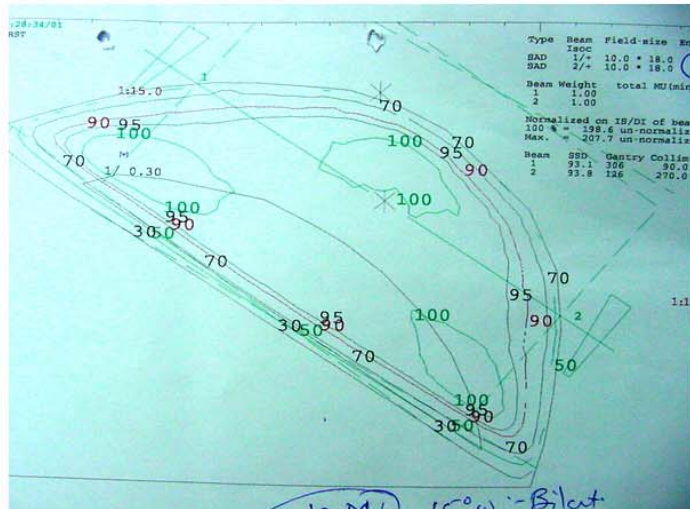 :28:34/01
RST
Type Beam Field-size
Isoc
SAD 1/+ 10.0 * 18.0
SAD 2/+ 10.0 * 18.0
Beam Weight total MU(min
1 1.00
2 1.00
Normalized on IS/DI of bea
100 % = 198.6 un-normaliz
Max. = 207.7 un-normaliz
Beam SSD Gantry Collim
1 93.1 306 90.0
2 93.8 126 270.0
1
1:15.0
70
90 95
100
70
95
90
100
M
70
1/ 0.30
100
100
95
90
30 50
70
70
95
90
2
1:1
100
95
90
30 50
70
50
100
95
90
30 50
70
Bilat.